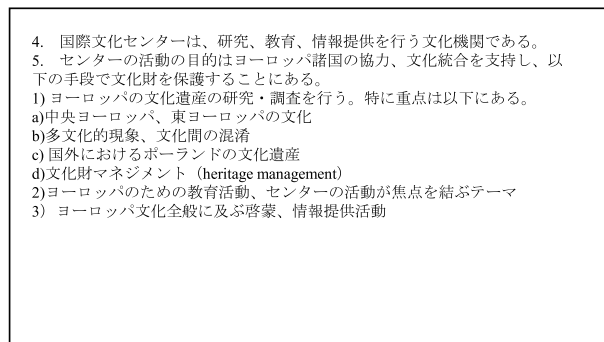 4.　国際文化センターは、研究、教育、情報提供を行う文化機関である。
5.　センターの活動の目的はヨーロッパ諸国の協力、文化統合を支持し、以
下の手段で文化財を保護することにある。
1) ヨーロッパの文化遺産の研究・調査を行う。特に重点は以下にある。
a)中央ヨーロッパ、東ヨーロッパの文化
b)多文化的現象、文化間の混淆
c) 国外におけるポーランドの文化遺産
d)文化財マネジメント（heritage management）
2)ヨーロッパのための教育活動、センターの活動が焦点を結ぶテーマ
3）ヨーロッパ文化全般に及ぶ啓蒙、情報提供活動